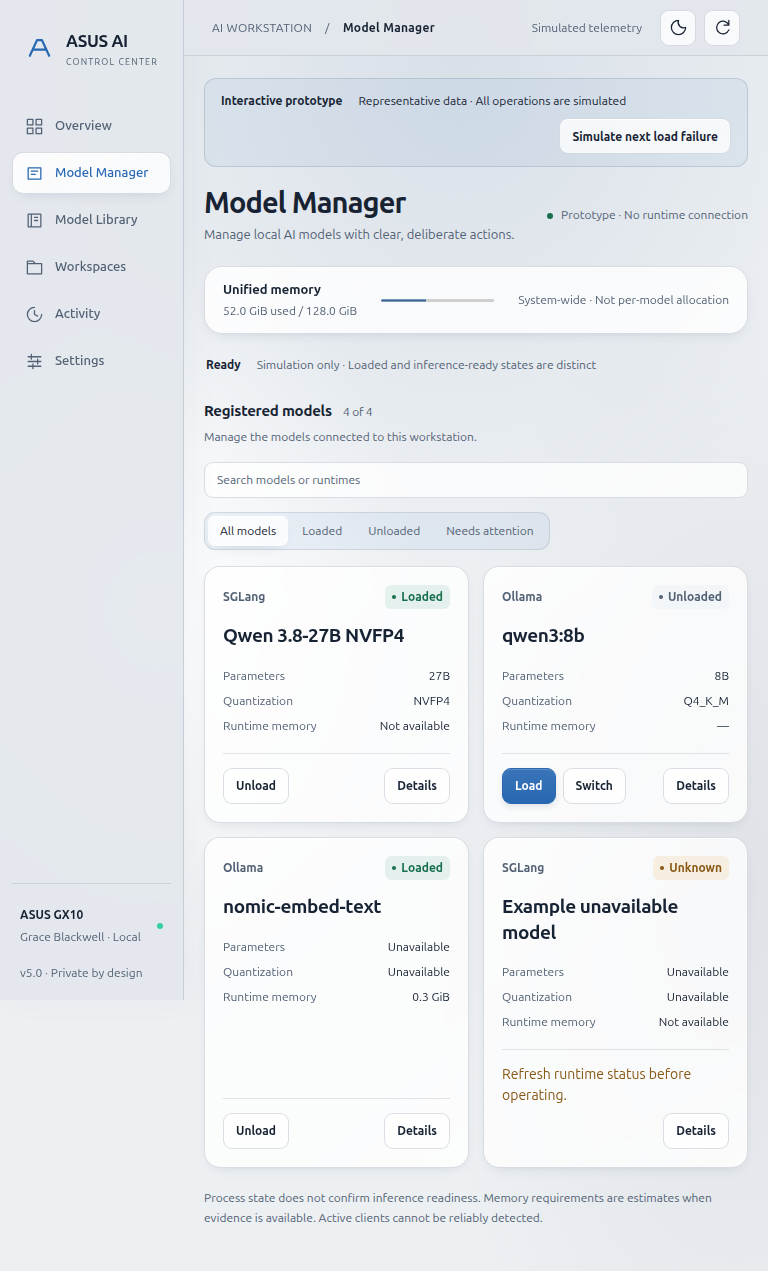 ASUS AI
CONTROL CENTER
Overview
Model Manager
Model Library
Workspaces
Activity
Settings
ASUS GX10
Grace Blackwell · Local
v5.0 · Private by design
AI WORKSTATION / Model Manager
Simulated telemetry
Interactive prototype Representative data · All operations are simulated
Simulate next load failure
Model Manager
Manage local AI models with clear, deliberate actions.
Prototype · No runtime connection
Unified memory
52.0 GiB used / 128.0 GiB
System-wide · Not per-model allocation
Ready Simulation only · Loaded and inference-ready states are distinct
Registered models 4 of 4
Manage the models connected to this workstation.
Search models or runtimes
All models Loaded Unloaded Needs attention
SGLang • Loaded
Qwen 3.8-27B NVFP4
Parameters 27B
Quantization NVFP4
Runtime memory Not available
Unload Details
Ollama • Unloaded
qwen3:8b
Parameters 8B
Quantization Q4_K_M
Runtime memory —
Load Switch Details
Ollama • Loaded
nomic-embed-text
Parameters Unavailable
Quantization Unavailable
Runtime memory 0.3 GiB
Unload Details
SGLang • Unknown
Example unavailable
model
Parameters Unavailable
Quantization Unavailable
Runtime memory Not available
Refresh runtime status before
operating.
Details
Process state does not confirm inference readiness. Memory requirements are estimates when
evidence is available. Active clients cannot be reliably detected.